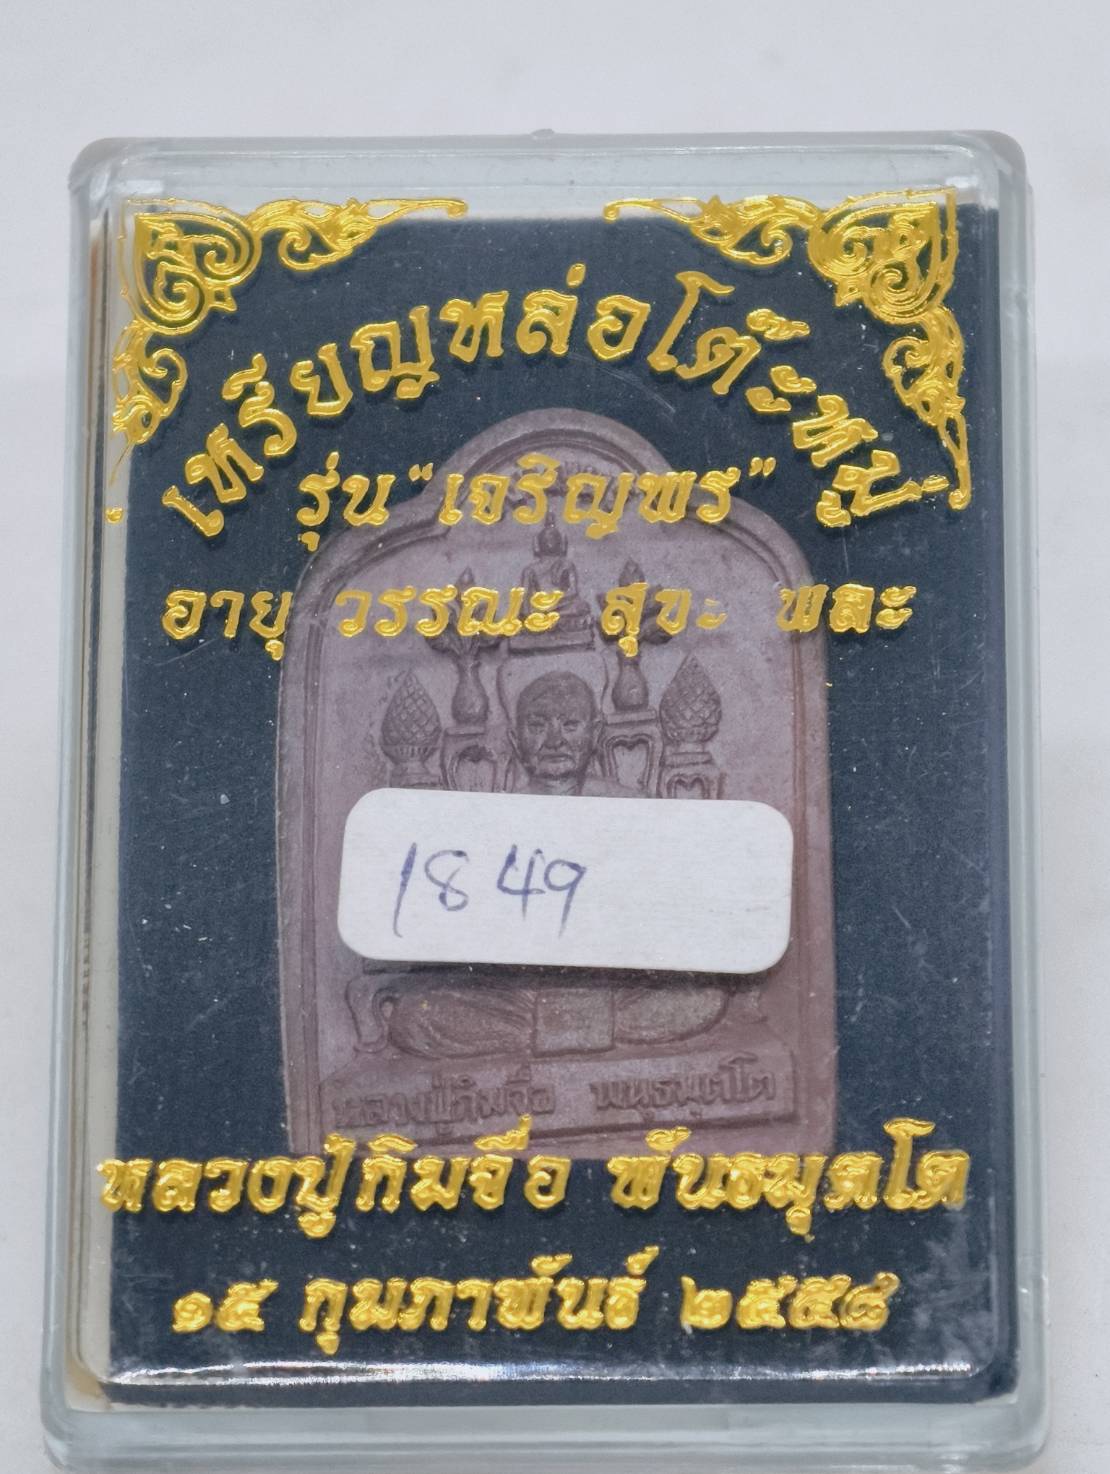 เหรียญหล่อโต๊ะหมู่
รุ่น "เจริญพร"
อายุ วรรณะ สุขะ พละ
1849
หลวงปู่กิมจื่อ พนฺธมุตฺโต
หลวงปู่กิมจื่อ พันธมุตโต
๑๕ กุมภาพันธ์ ๒๕๕๘